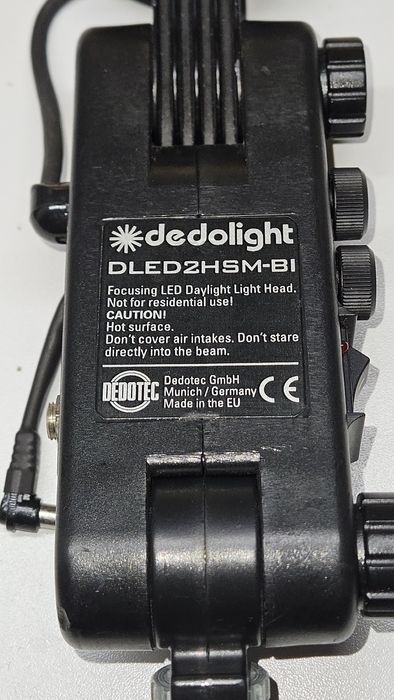 dedolight
DLED2HSM-BI
Focusing LED Daylight Light Head.
Not for residential use!
CAUTION!
Hot surface.
Don't cover air intakes. Don't stare
directly into the beam.
DEDOTEC
Dedotec GmbH
Munich / Germany
Made in the EU
CE